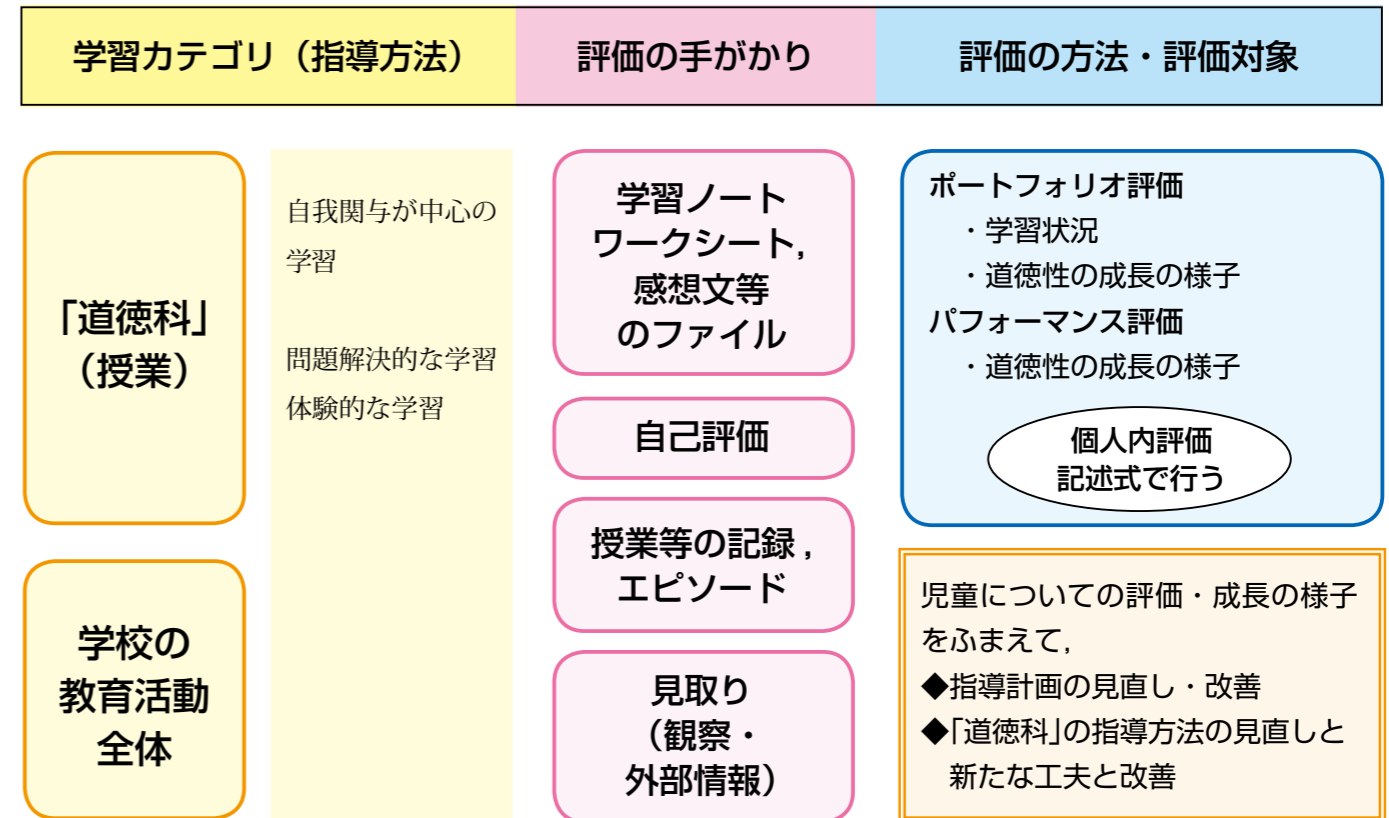 学習カテゴリ（指導方法）
評価の手がかり
評価の方法・評価対象
「道徳科」
（授業）
学校の
教育活動
全体
自我関与が中心の
学習
問題解決的な学習
体験的な学習
学習ノート
ワークシート，
感想文等
のファイル
自己評価
授業等の記録，
エピソード
見取り
（観察・
外部情報）
ポートフォリオ評価
・学習状況
・道徳性の成長の様子
パフォーマンス評価
・道徳性の成長の様子
個人内評価
記述式で行う
児童についての評価・成長の様子
をふまえて，
◆指導計画の見直し・改善
◆「道徳科」の指導方法の見直しと
新たな工夫と改善